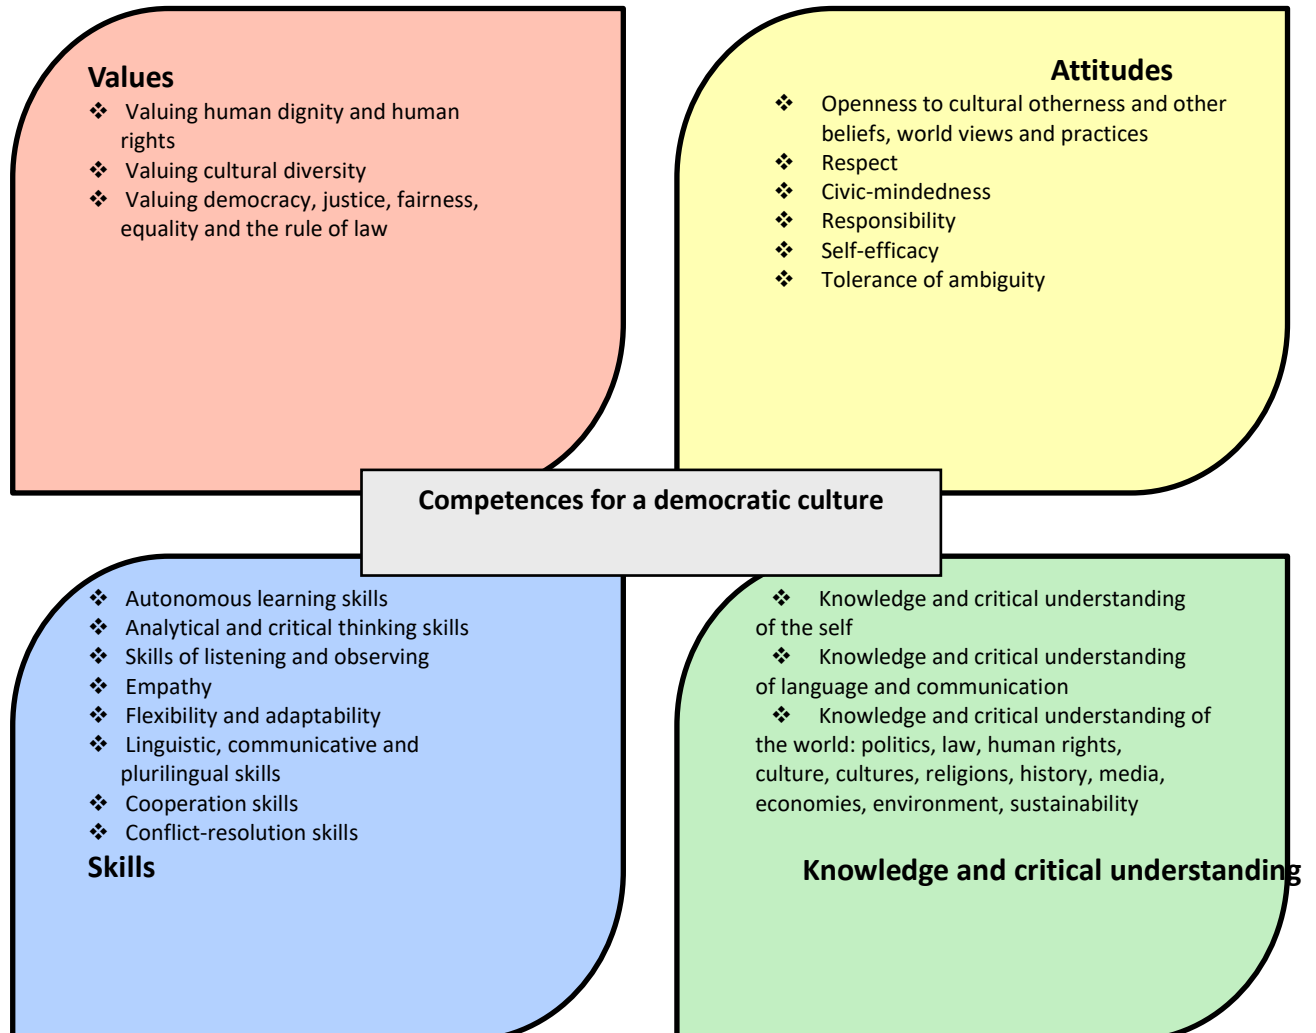 Values
❖ Valuing human dignity and human
rights
❖ Valuing cultural diversity
❖ Valuing democracy, justice, fairness,
equality and the rule of law
Attitudes
❖ Openness to cultural otherness and other
beliefs, world views and practices
❖ Respect
❖ Civic-mindedness
❖ Responsibility
❖ Self-efficacy
❖ Tolerance of ambiguity
Competences for a democratic culture
❖ Autonomous learning skills
❖ Analytical and critical thinking skills
❖ Skills of listening and observing
❖ Empathy
❖ Flexibility and adaptability
❖ Linguistic, communicative and
plurilingual skills
❖ Cooperation skills
❖ Conflict-resolution skills
Skills
❖ Knowledge and critical understanding
of the self
❖ Knowledge and critical understanding
of language and communication
❖ Knowledge and critical understanding of
the world: politics, law, human rights,
culture, cultures, religions, history, media,
economies, environment, sustainability
Knowledge and critical understanding